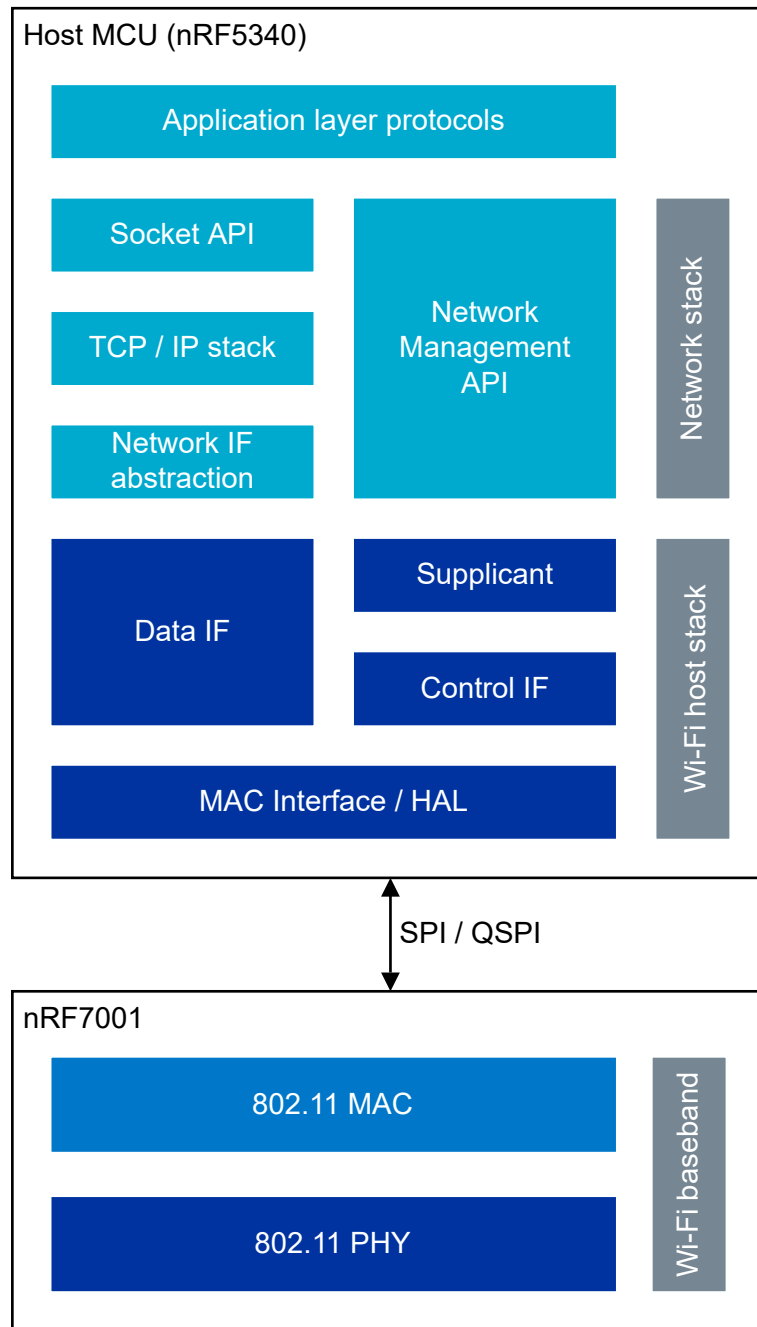 Host MCU (nRF5340)
Application layer protocols
Socket API
TCP / IP stack
Network IF
abstraction
Network
Management
API
Network stack
Data IF
Supplicant
Control IF
MAC Interface / HAL
Wi-Fi host stack
SPI / QSPI
nRF7001
802.11 MAC
802.11 PHY
Wi-Fi baseband